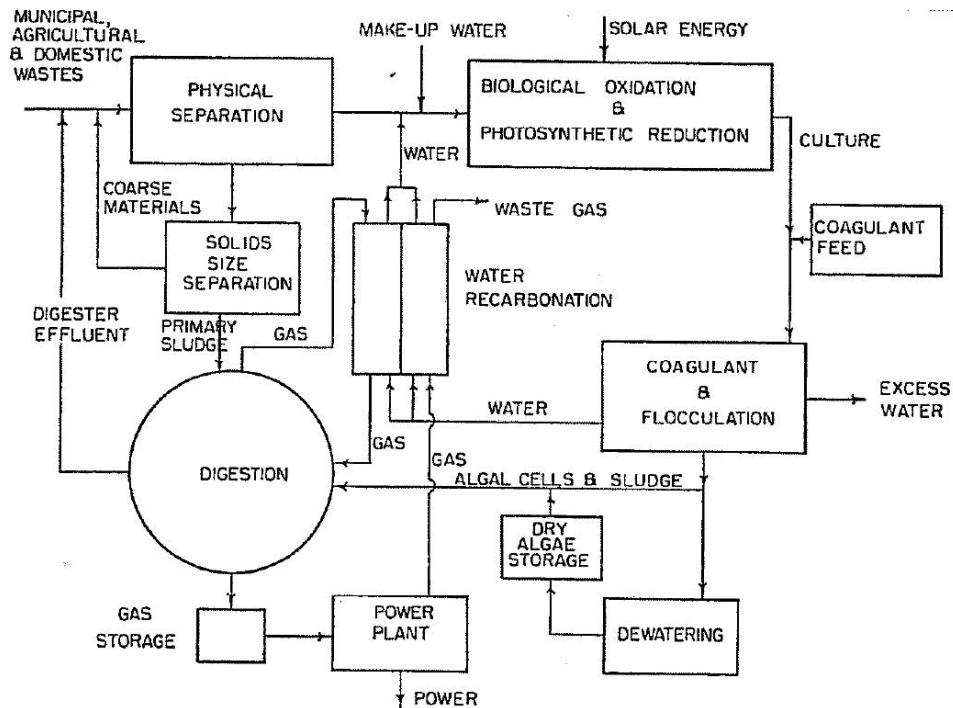 MUNICIPAL,
AGRICULTURAL
& DOMESTIC
WASTES
MAKE-UP WATER
SOLAR ENERGY
PHYSICAL
SEPARATION
BIOLOGICAL OXIDATION
&
PHOTOSYNTHETIC REDUCTION
CULTURE
WATER
COARSE
MATERIALS
WASTE GAS
SOLIDS
SIZE
SEPARATION
COAGULANT
FEED
WATER
RECARBONATION
DIGESTER
EFFLUENT
PRIMARY
SLUDGE
GAS
COAGULANT
&
FLOCCULATION
EXCESS
WATER
WATER
GAS
GAS
DIGESTION
ALGAL CELLS & SLUDGE
DRY
ALGAE
STORAGE
GAS
STORAGE
POWER
PLANT
DEWATERING
POWER